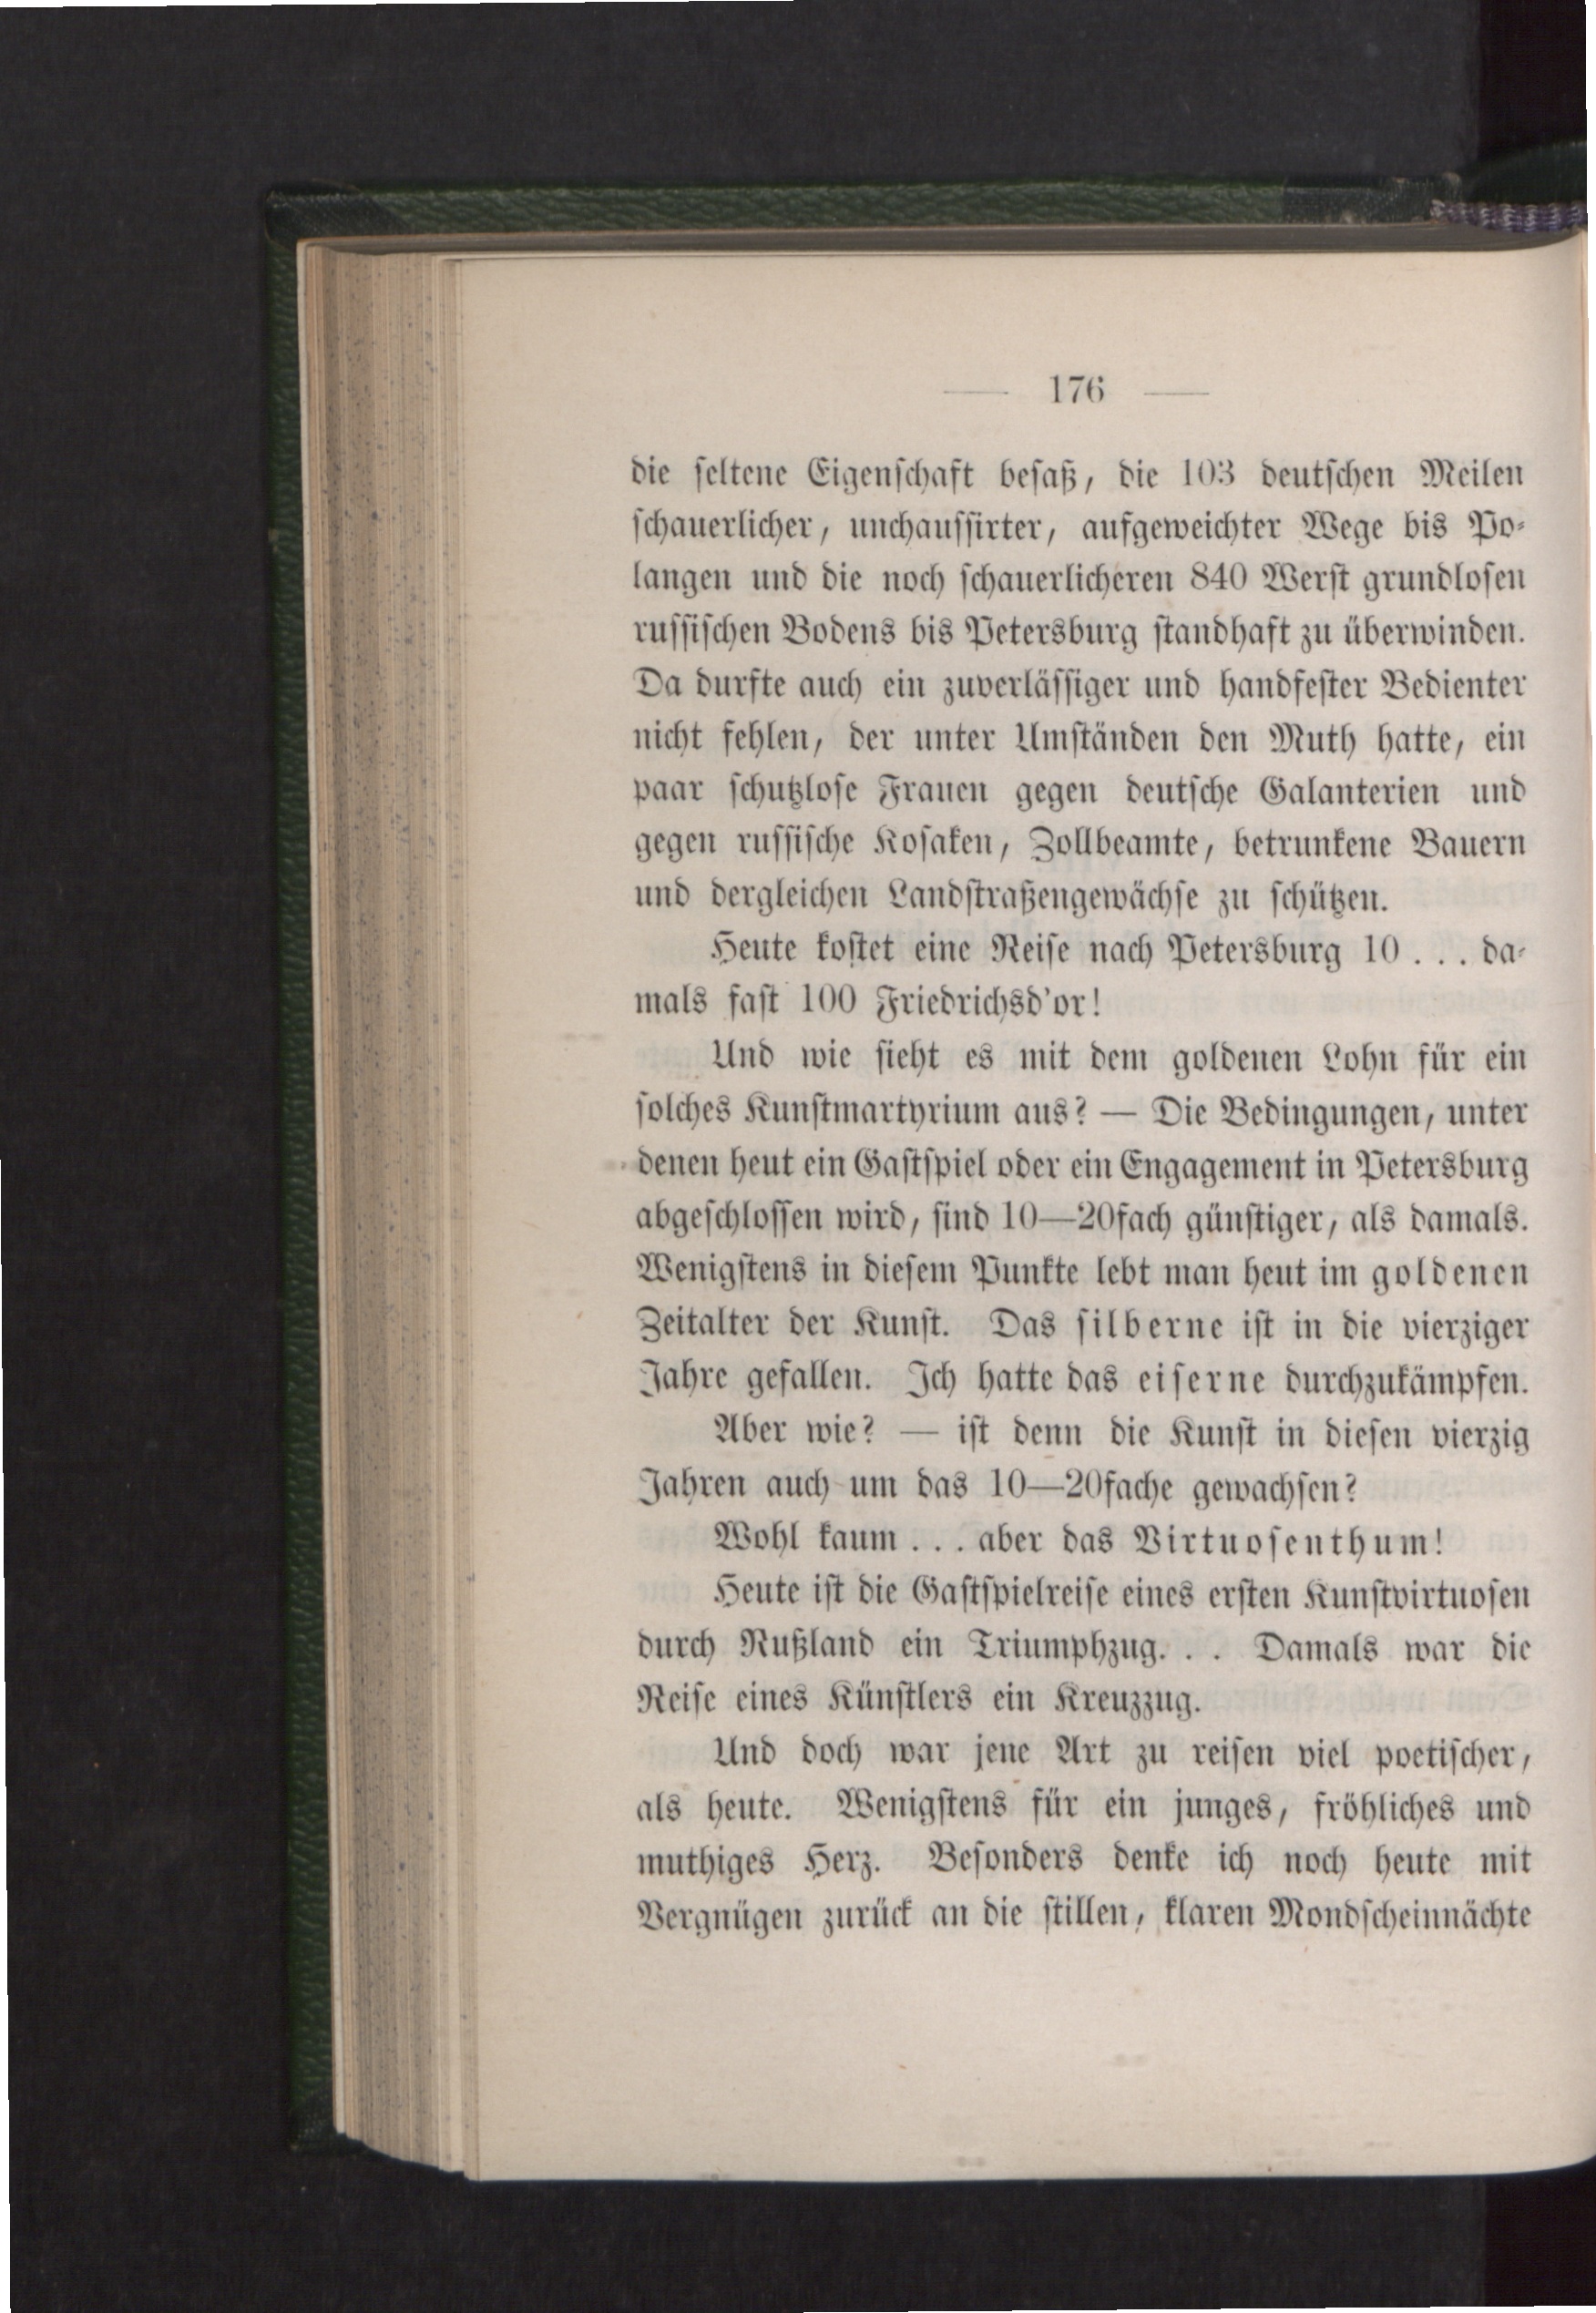 — 176 —
die seltene Eigenschaft besaß, die 103 deutschen Meilen
schauerlicher, unchaussirter, aufgeweichter Wege bis Po-
langen und die noch schauerlicheren 840 Werst grundlosen
russischen Bodens bis Petersburg standhaft zu überwinden.
Da durfte auch ein zuverlässiger und handfester Bedienter
nicht fehlen, der unter Umständen den Muth hatte, ein
paar schutzlose Frauen gegen deutsche Galanterien und
gegen russische Kosaken, Zollbeamte, betrunkene Bauern
und dergleichen Landstraßengewächse zu schützen.
Heute kostet eine Reise nach Petersburg 10 . . . da-
mals fast 100 Friedrichsd'or!
Und wie sieht es mit dem goldenen Lohn für ein
solches Kunstmartyrium aus? — Die Bedingungen, unter
denen heut ein Gastspiel oder ein Engagement in Petersburg
abgeschlossen wird, sind 10—20fach günstiger, als damals.
Wenigstens in diesem Punkte lebt man heut im goldenen
Zeitalter der Kunst. Das silberne ist in die vierziger
Jahre gefallen. Ich hatte das eiserne durchzukämpfen.
Aber wie? — ist denn die Kunst in diesen vierzig
Jahren auch um das 10—20fache gewachsen?
Wohl kaum . . . aber das Virtuosenthum!
Heute ist die Gastspielreise eines ersten Kunstvirtuosen
durch Rußland ein Triumphzug. . . Damals war die
Reise eines Künstlers ein Kreuzzug.
Und doch war jene Art zu reisen viel poetischer,
als heute. Wenigstens für ein junges, fröhliches und
muthiges Herz. Besonders denke ich noch heute mit
Vergnügen zurück an die stillen, klaren Mondscheinnächte